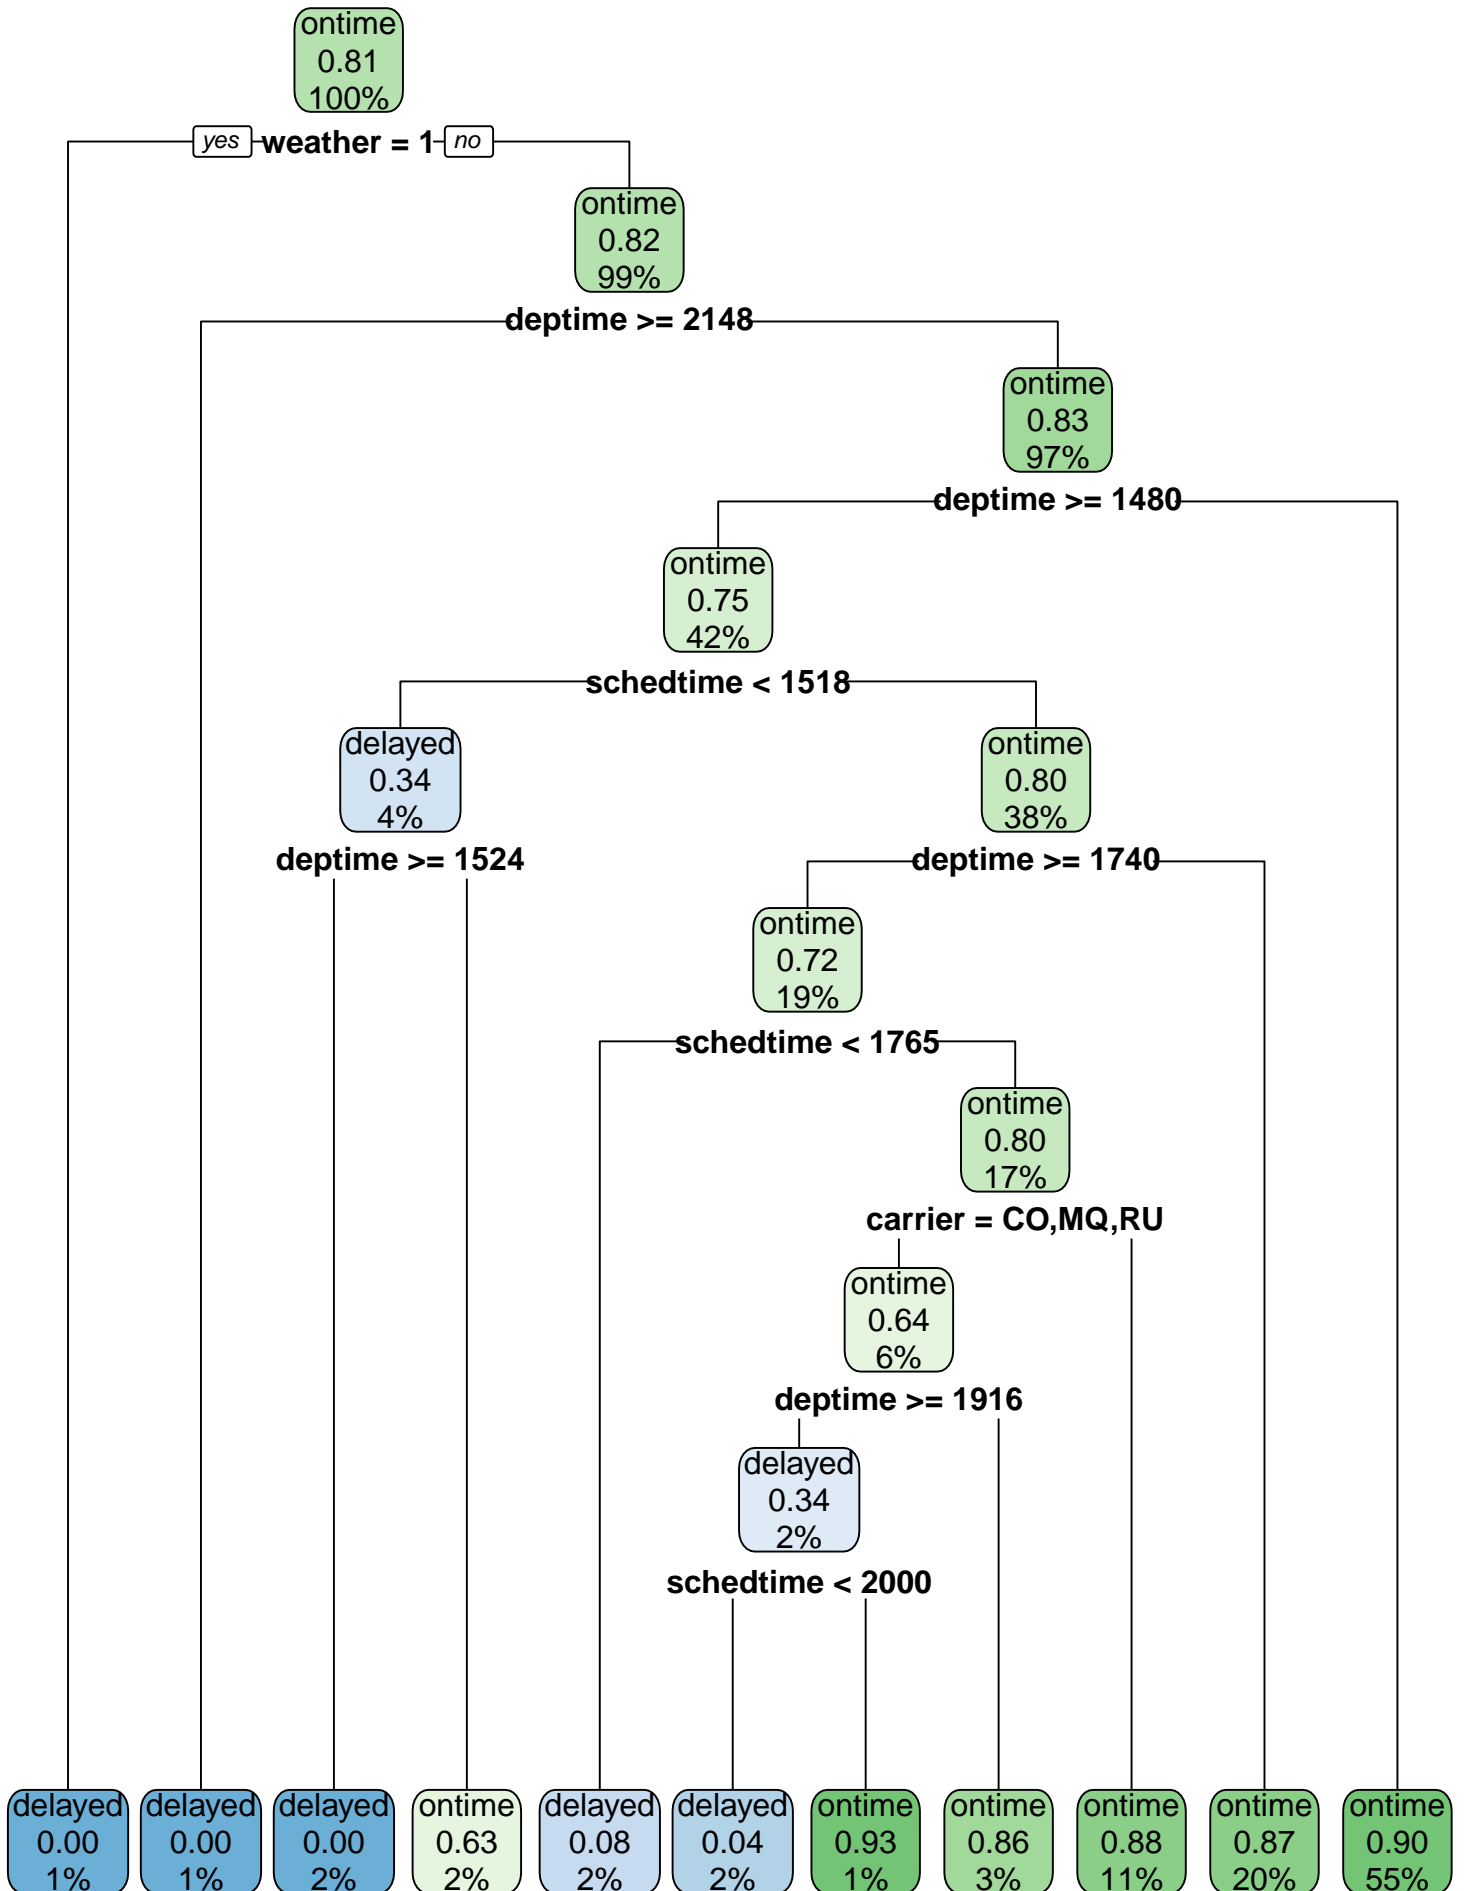 ontime
0.81
100%
yes weather = 1 no
ontime
0.82
99%
deptime >= 2148
ontime
0.83
97%
deptime >= 1480
ontime
0.75
42%
schedtime < 1518
delayed
0.34
4%
ontime
0.80
38%
deptime >= 1524
deptime >= 1740
ontime
0.72
19%
schedtime < 1765
ontime
0.80
17%
carrier = CO,MQ,RU
ontime
0.64
6%
deptime >= 1916
delayed
0.34
2%
schedtime < 2000
delayed
0.00
1%
delayed
0.00
1%
delayed
0.00
2%
ontime
0.63
2%
delayed
0.08
2%
delayed
0.04
2%
ontime
0.93
1%
ontime
0.86
3%
ontime
0.88
11%
ontime
0.87
20%
ontime
0.90
55%